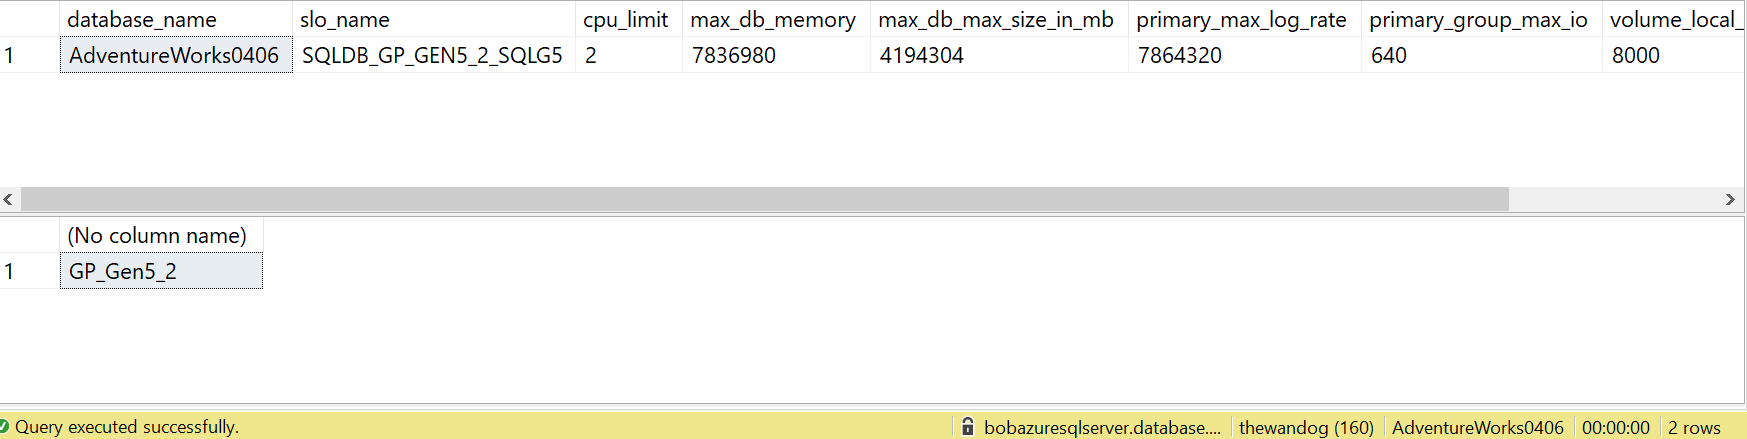 database_name slo_name cpu_limit max_db_memory max_db_max_size_in_mb primary_max_log_rate primary_group_max_io volume_local_
1 AdventureWorks0406 SQLDB_GP_GEN5_2_SQLG5 2 7836980 4194304 7864320 640 8000
(No column name)
1 GP_Gen5_2
Query executed successfully. bobazuresqlserver.database.... thewandog (160) AdventureWorks0406 00:00:00 2 rows